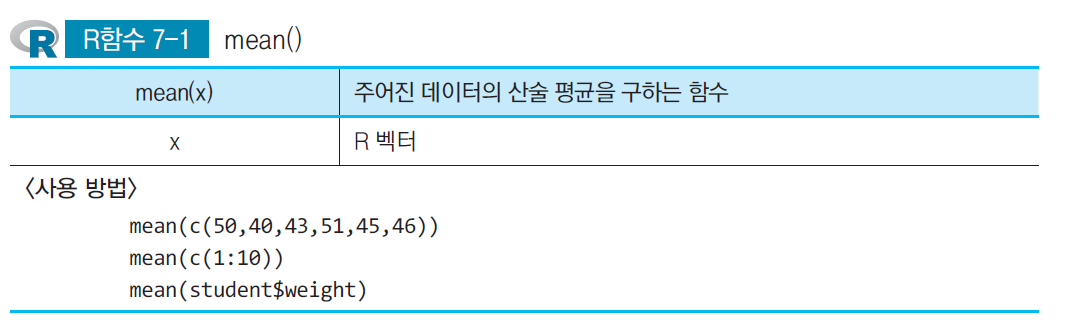 R R함수 7-1 mean()
mean(x) 주어진 데이터의 산술 평균을 구하는 함수
x R 벡터
〈사용 방법〉
mean(c(50,40,43,51,45,46))
mean(c(1:10))
mean(student$weight)